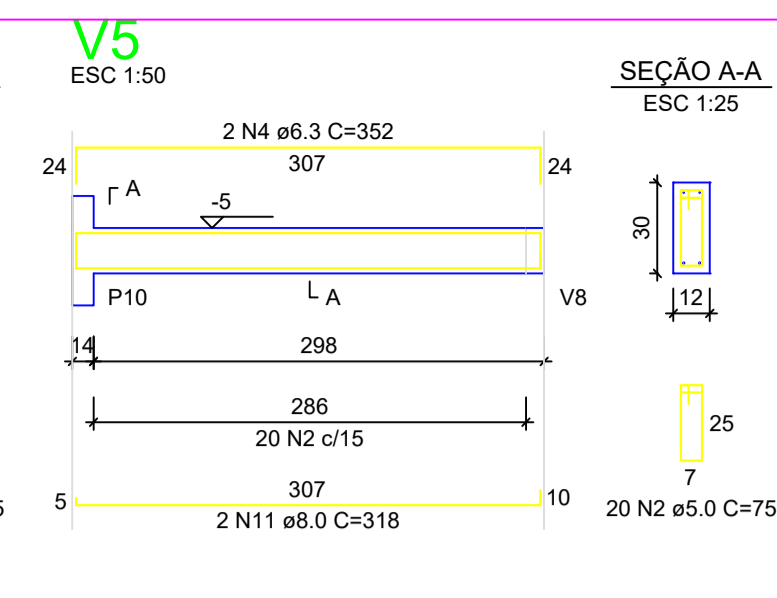 V5
ESC 1:50
SEÇÃO A-A
ESC 1:25
2 N4 ø6.3 C=352
24
307
24
A
-5
30
P10
A
V8
12
14
298
286
20 N2 c/15
25
7
5
307
10
2 N11 ø8.0 C=318
20 N2 ø5.0 C=75